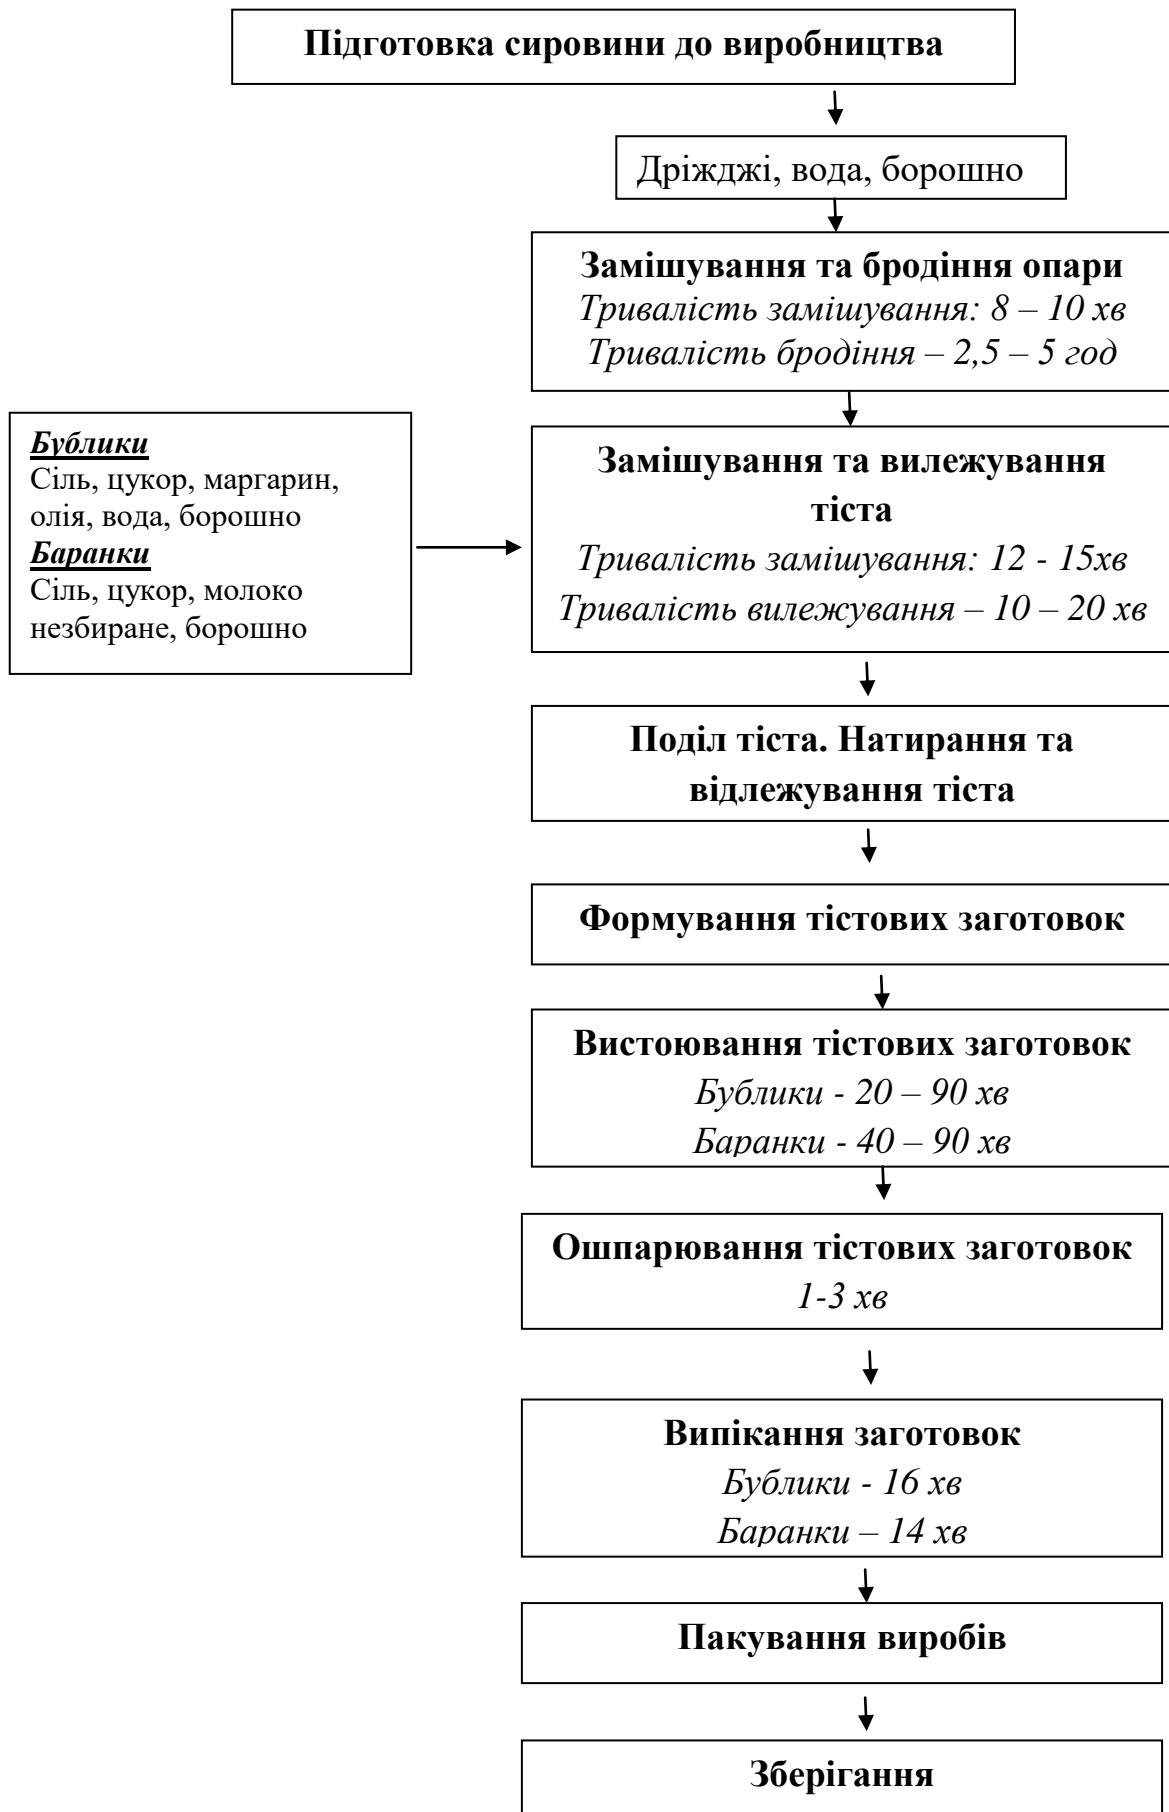 Підготовка сировини до виробництва
Дріжджі, вода, борошно
Замішування та бродіння опари
Тривалість замішування: 8 – 10 хв
Тривалість бродіння – 2,5 – 5 год
Бублики
Сіль, цукор, маргарин,
олія, вода, борошно
Баранки
Сіль, цукор, молоко
незбиране, борошно
Замішування та вилежування
тіста
Тривалість замішування: 12 - 15хв
Тривалість вилежування – 10 – 20 хв
Поділ тіста. Натирання та
відлежування тіста
Формування тістових заготовок
Вистоювання тістових заготовок
Бублики - 20 – 90 хв
Баранки - 40 – 90 хв
Ошпарювання тістових заготовок
1-3 хв
Випікання заготовок
Бублики - 16 хв
Баранки – 14 хв
Пакування виробів
Зберігання